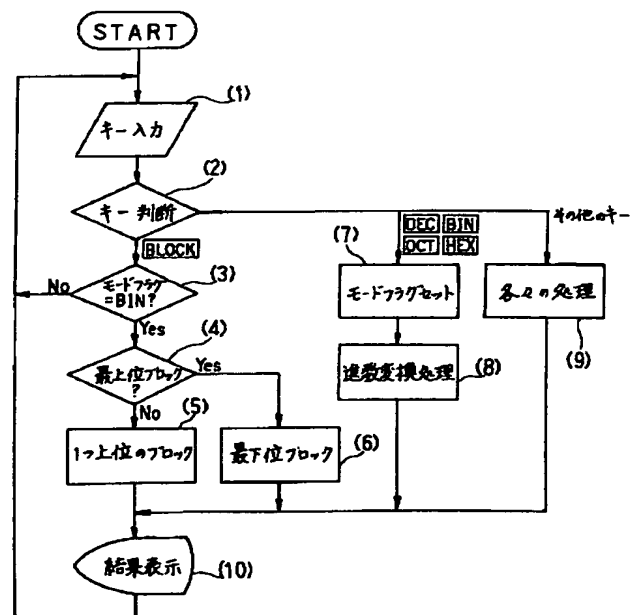 START
(1)
キー入力
(2)
キー判断
その他のキー
BLOCK
DEC BIN
OCT HEX
(7)
(3)
No
モードフラグ
=BIN?
モードフラグセット
各々の処理
(9)
Yes
(4)
最上位ブロック
?
Yes
進数変換処理
(8)
No
(5)
1つ上位のブロック
最下位ブロック
(6)
結果表示
(10)